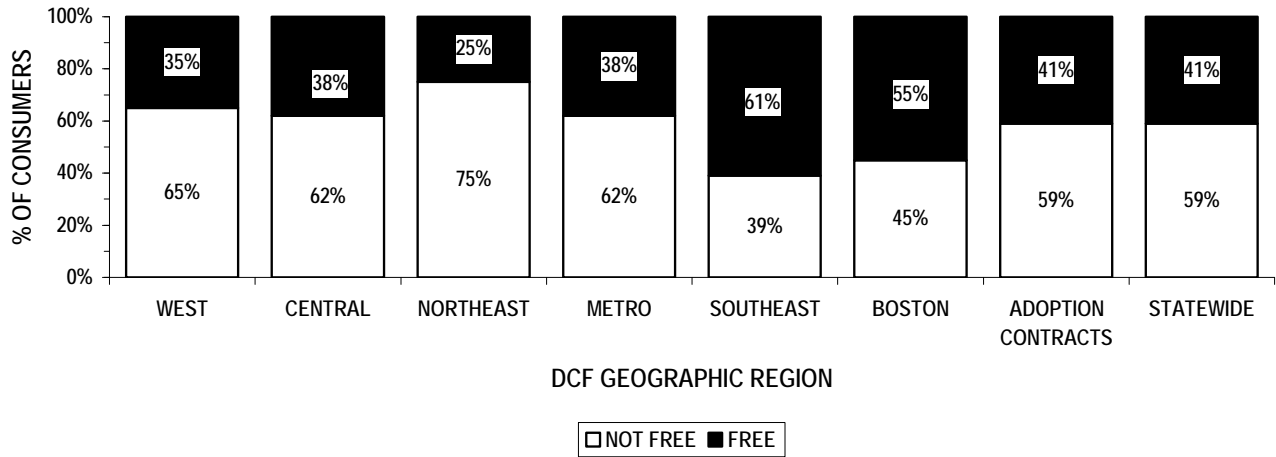 100%
80%
60%
40%
20%
0%
% OF CONSUMERS
35%
38%
25%
38%
61%
55%
41%
41%
65%
62%
75%
62%
39%
45%
59%
59%
WEST
CENTRAL
NORTHEAST
METRO
SOUTHEAST
BOSTON
ADOPTION
CONTRACTS
STATEWIDE
DCF GEOGRAPHIC REGION
NOT FREE
FREE